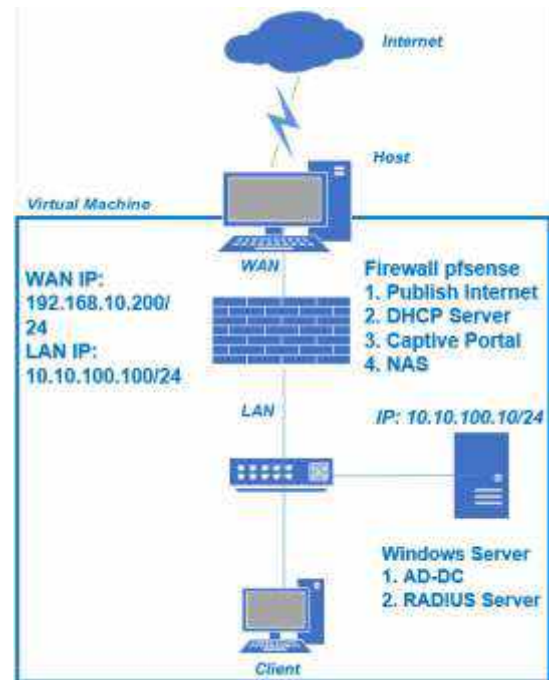 Internet
Host
Virtual Machine
WAN
WAN IP:
192.168.10.200/
24
LAN IP:
10.10.100.100/24
Firewall pfsense
1. Publish Internet
2. DHCP Server
3. Captive Portal
4. NAS
LAN
IP: 10.10.100.10/24
Windows Server
1. AD-DC
2. RADIUS Server
Client